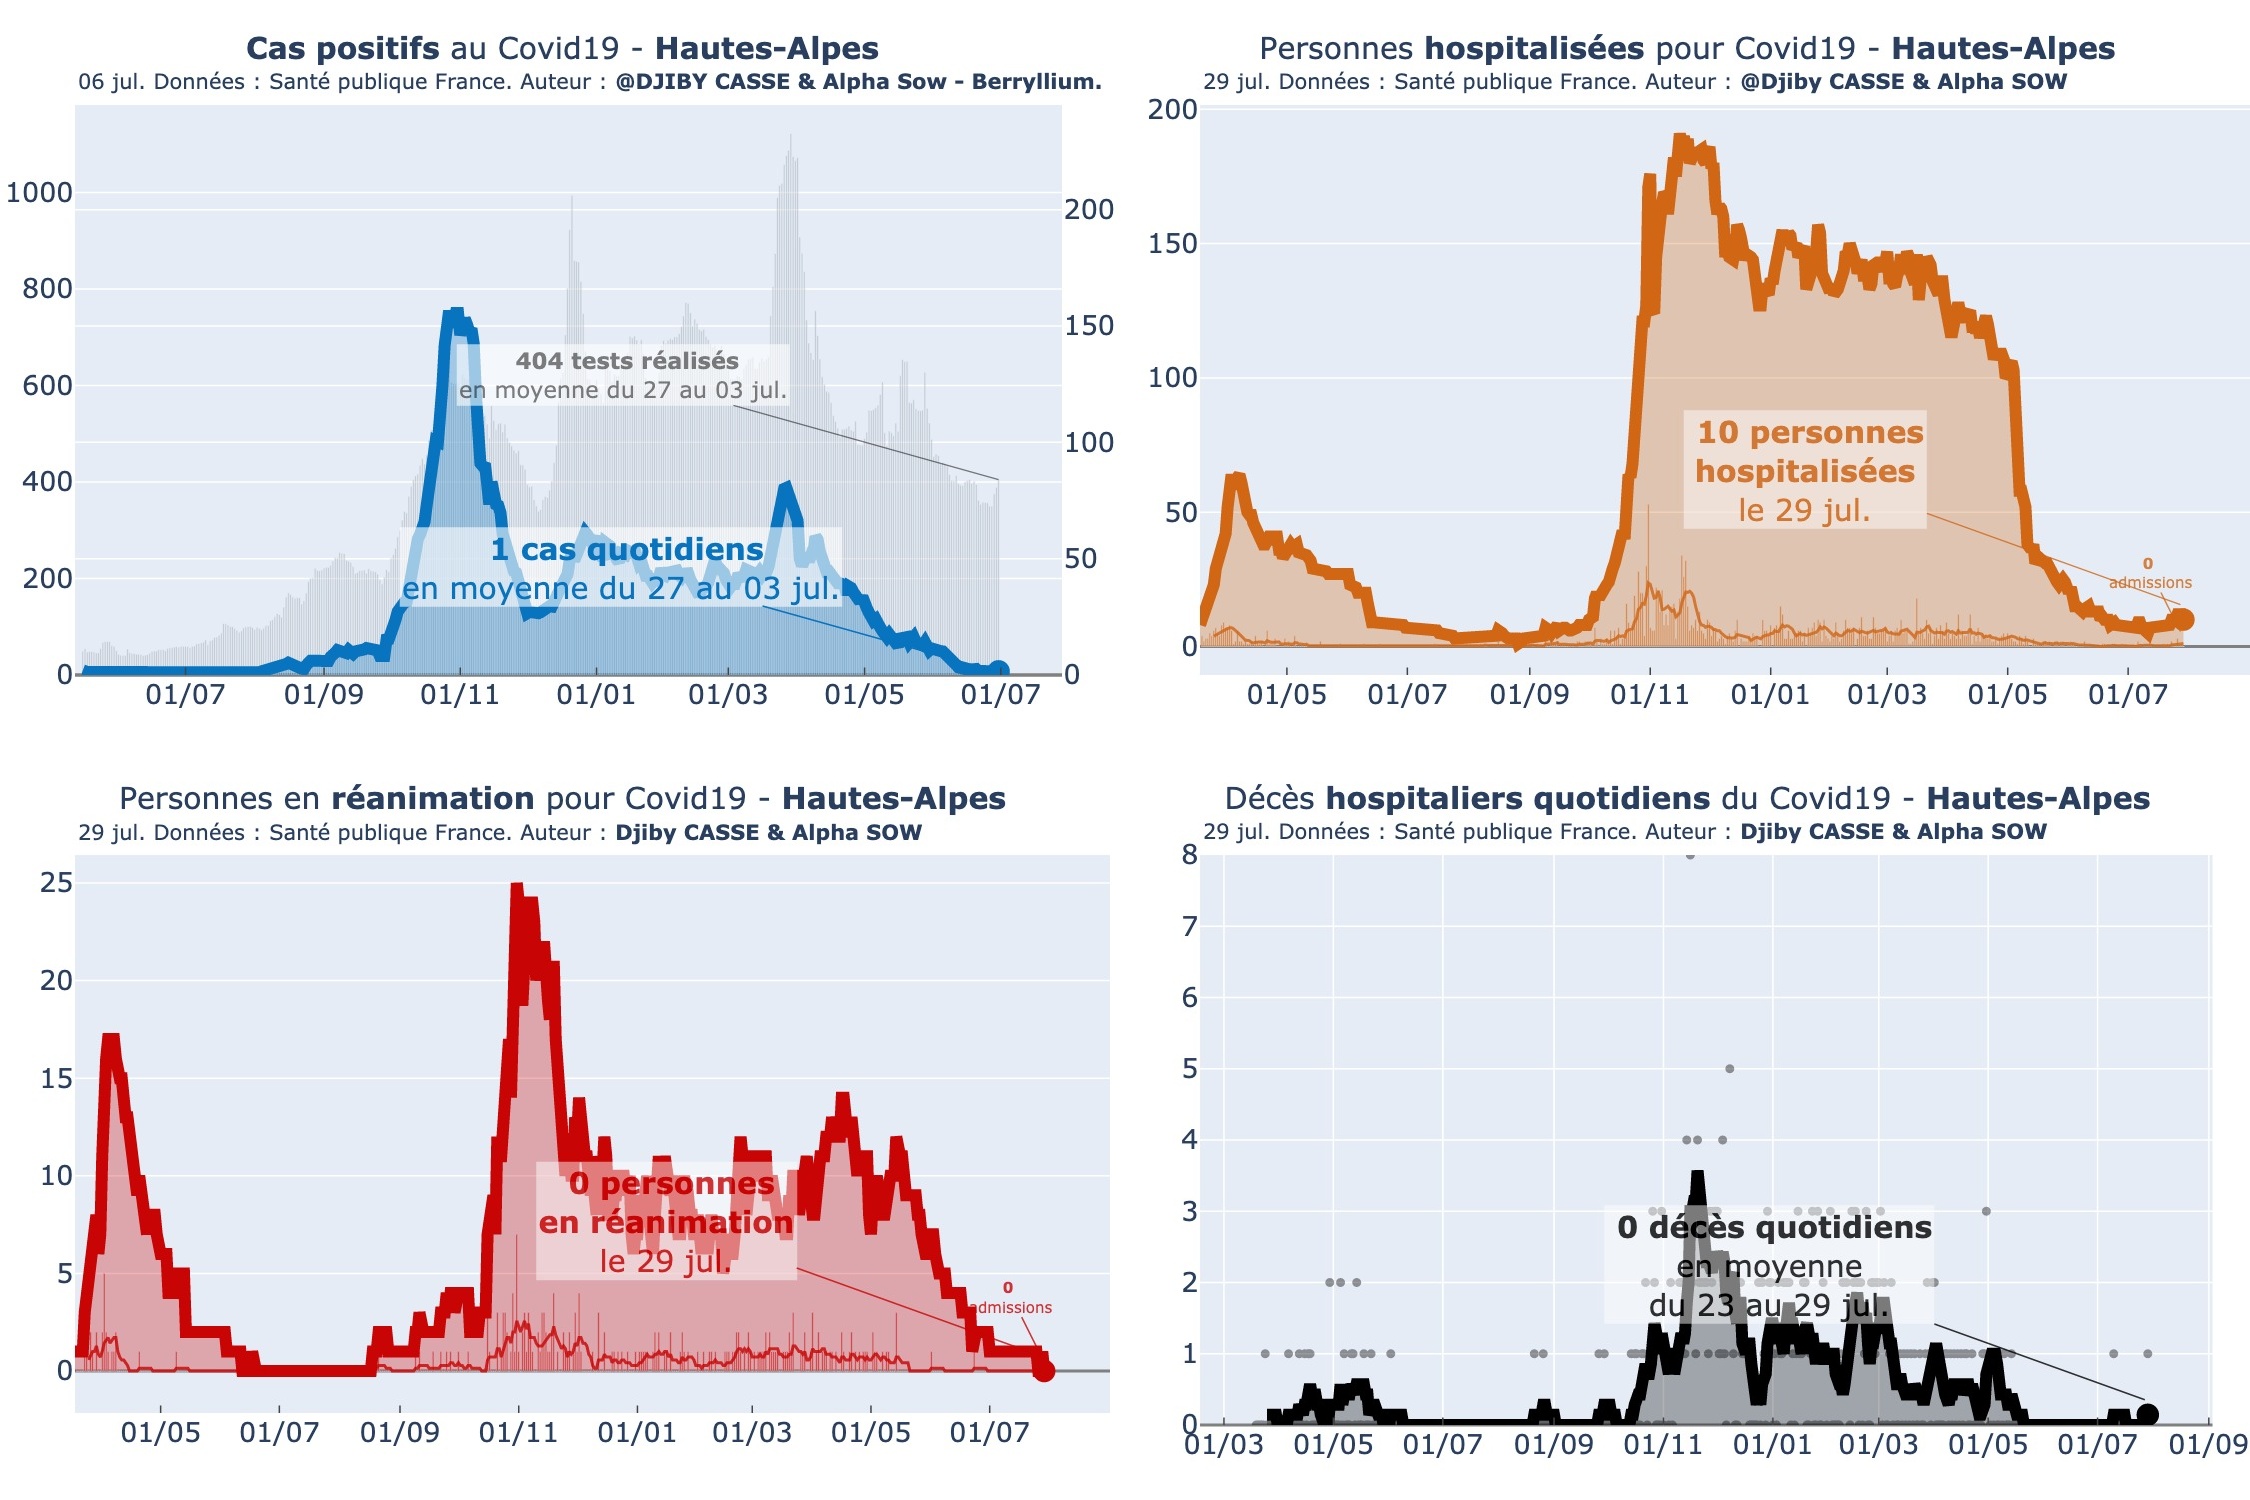 Cas positifs au Covid19 - Hautes-Alpes
06 jul. Données : Santé publique France. Auteur : @DJIBY CASSE & Alpha Sow - Berryllium.
1000
800
600
400
200
0
200
150
100
50
0
404 tests réalisés
en moyenne du 27 au 03 jul.
1 cas quotidiens
en moyenne du 27 au 03 jul.
01/07 01/09 01/11 01/01 01/03 01/05 01/07
Personnes hospitalisées pour Covid19 - Hautes-Alpes
29 jul. Données : Santé publique France. Auteur : @Djiby CASSE & Alpha SOW
200
150
100
50
0
10 personnes
hospitalisées
le 29 jul.
0
admissions
01/05 01/07 01/09 01/11 01/01 01/03 01/05 01/07
Personnes en réanimation pour Covid19 - Hautes-Alpes
29 jul. Données : Santé publique France. Auteur : Djiby CASSE & Alpha SOW
25
20
15
10
5
0
0 personnes
en réanimation
le 29 jul.
0
admissions
01/05 01/07 01/09 01/11 01/01 01/03 01/05 01/07
Décès hospitaliers quotidiens du Covid19 - Hautes-Alpes
29 jul. Données : Santé publique France. Auteur : Djiby CASSE & Alpha SOW
8
7
6
5
4
3
2
1
0
0 décès quotidiens
en moyenne
du 23 au 29 jul.
01/03 01/05 01/07 01/09 01/11 01/01 01/03 01/05 01/07 01/09